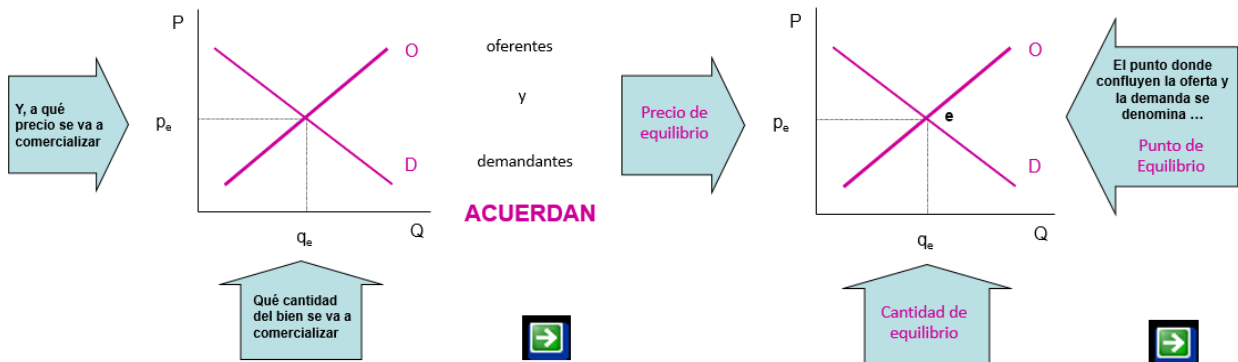 P
O
Y, a qué
precio se va a
comercializar
pe
D
qe
Q
Qué cantidad
del bien se va a
comercializar
oferentes
y
demandantes
ACUERDAN
Precio de
equilibrio
P
O
pe
e
D
qe
Q
Cantidad de
equilibrio
El punto donde
confluyen la oferta y
la demanda se
denomina ...
Punto de
Equilibrio